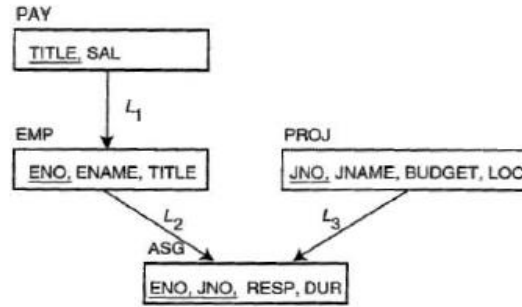 PAY
TITLE, SAL
L1
EMP
PROJ
ENO, ENAME, TITLE
JNO, JNAME, BUDGET, LOC
L2
L3
ASG
ENO, JNO, RESP, DUR